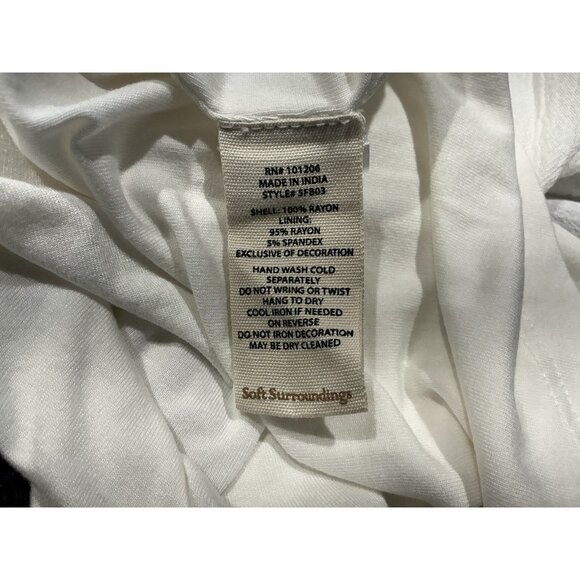 RN# 101206
MADE IN INDIA
STYLE# SFB03
SHELL: 100% RAYON
LINING:
95% RAYON
5% SPANDEX
EXCLUSIVE OF DECORATION
HAND WASH COLD
SEPARATELY
DO NOT WRING OR TWIST
HANG TO DRY
COOL IRON IF NEEDED
ON REVERSE
DO NOT IRON DECORATION
MAY BE DRY CLEANED
Soft Surroundings